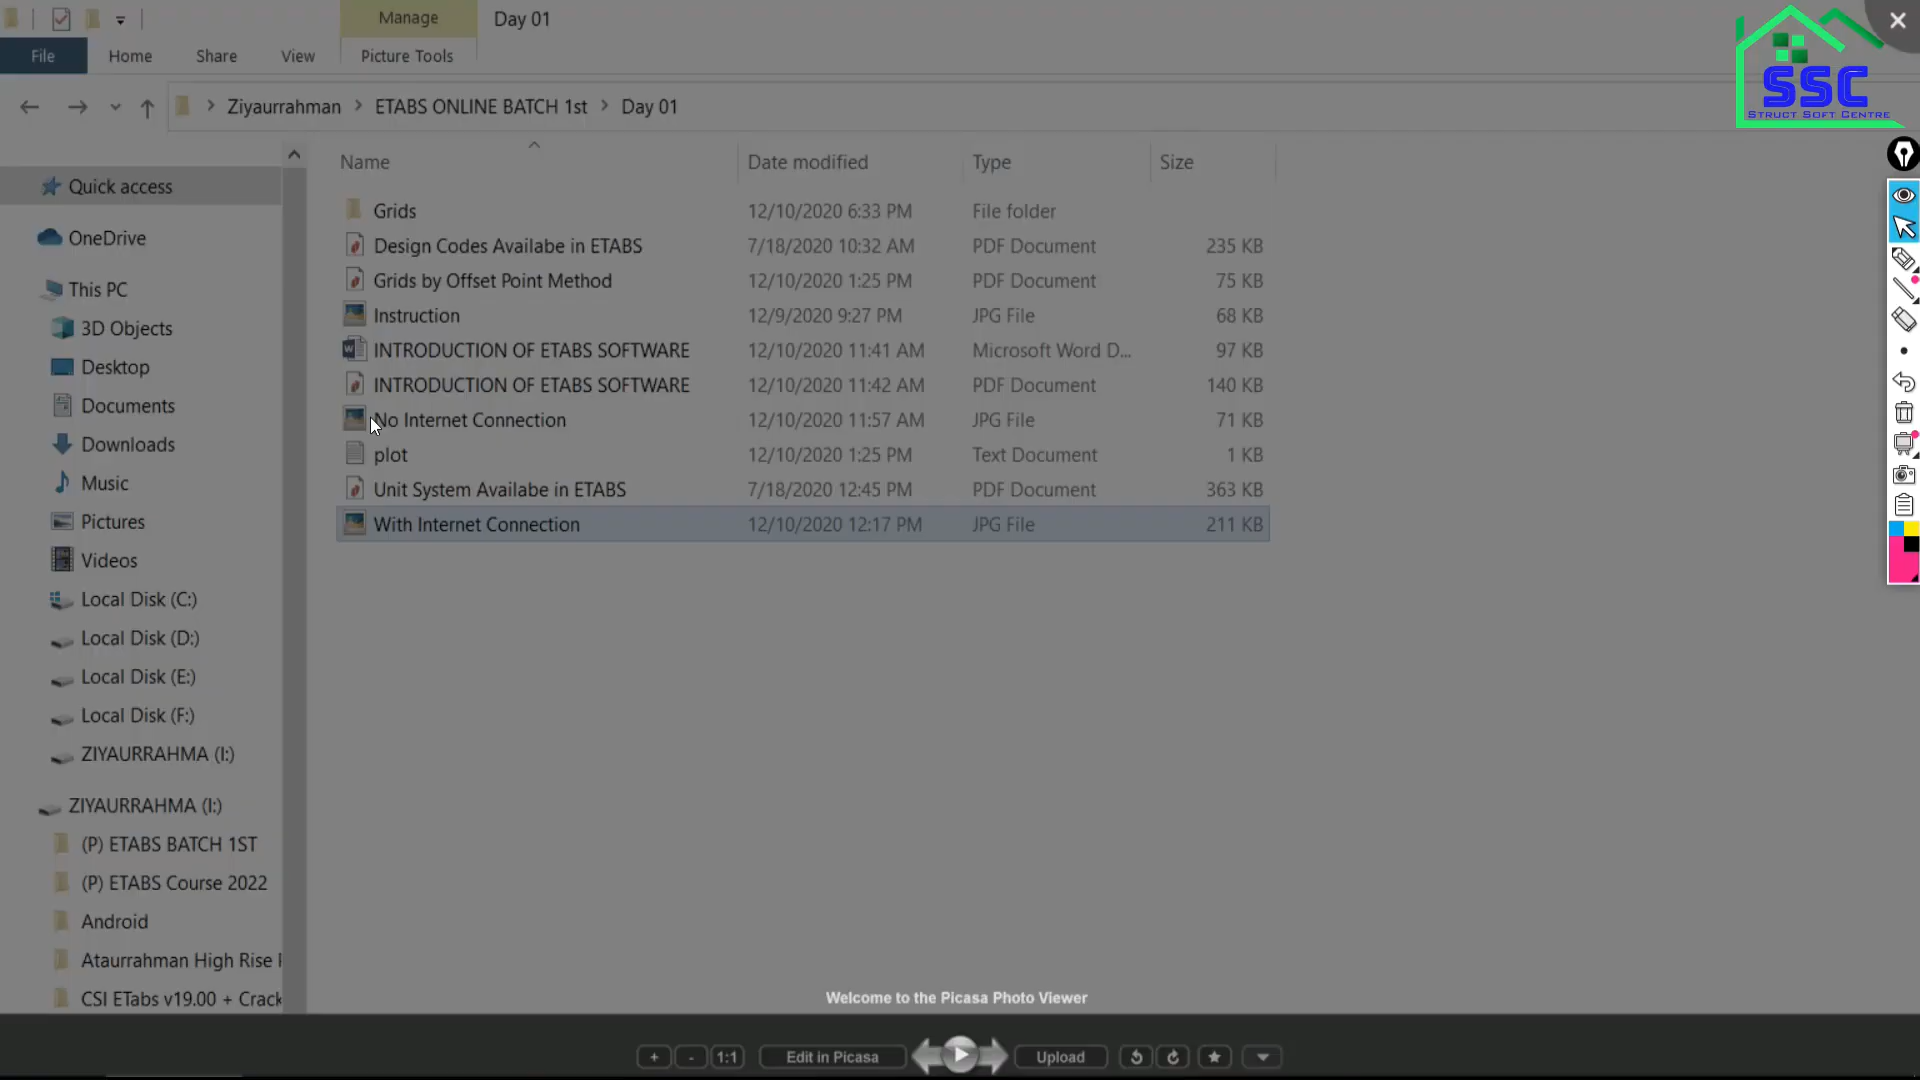 Manage
Day 01
File
Home
Share
View
Picture Tools
Ziyaurrahman > ETABS ONLINE BATCH 1st > Day 01
SSC
STRUCT SOFT CENTRE
Name
Date modified
Type
Size
Quick access
OneDrive
This PC
3D Objects
Desktop
Documents
Downloads
Music
Pictures
Videos
Local Disk (C:)
Local Disk (D:)
Local Disk (E:)
Local Disk (F:)
ZIYAURRAHMA (I:)
ZIYAURRAHMA (I:)
(P) ETABS BATCH 1ST
(P) ETABS Course 2022
Android
Ataurrahman High Rise
CSI ETabs v19.00 + Crack
Grids 12/10/2020 6:33 PM File folder
Design Codes Availabe in ETABS 7/18/2020 10:32 AM PDF Document 235 KB
Grids by Offset Point Method 12/10/2020 1:25 PM PDF Document 75 KB
Instruction 12/9/2020 9:27 PM JPG File 68 KB
INTRODUCTION OF ETABS SOFTWARE 12/10/2020 11:41 AM Microsoft Word D... 97 KB
INTRODUCTION OF ETABS SOFTWARE 12/10/2020 11:42 AM PDF Document 140 KB
No Internet Connection 12/10/2020 11:57 AM JPG File 71 KB
plot 12/10/2020 1:25 PM Text Document 1 KB
Unit System Availabe in ETABS 7/18/2020 12:45 PM PDF Document 363 KB
With Internet Connection 12/10/2020 12:17 PM JPG File 211 KB
Welcome to the Picasa Photo Viewer
+ - 1:1 Edit in Picasa Upload